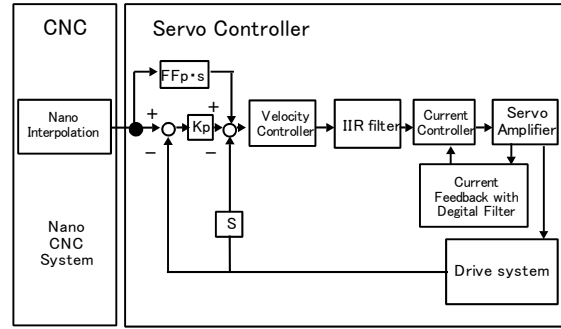 CNC
Servo Controller
FFp·s
Nano
Interpolation
+
−
Kp
+
−
Velocity
Controller
IIR filter
Current
Controller
Servo
Amplifier
Current
Feedback with
Degital Filter
S
Nano
CNC
System
Drive system